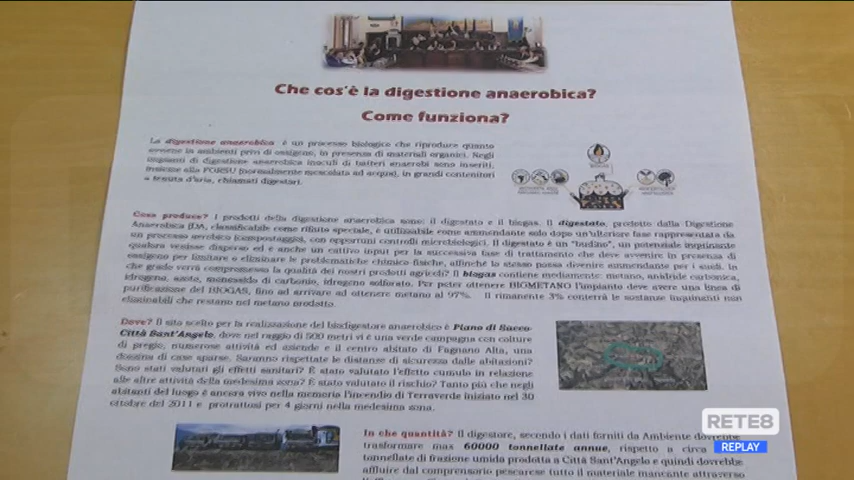 Che cos'è la digestione anaerobica?
Come funziona?
La digestione anaerobica è un processo biologico che riproduce quanto
avviene in ambienti privi di ossigeno, in presenza di materiali organici. Negli
impianti di digestione anaerobica inoculi di batteri anaerobi sono inseriti,
insieme alla FORSU (normalmente mescolata ad acqua), in grandi contenitori
a tenuta d'aria, chiamati digestori.
Cosa produce? I prodotti della digestione anaerobica sono: il digestato e il biogas. Il digestato, prodotto dalla Digestione
Anaerobica (DA), classificabile come rifiuto speciale, è utilizzabile come ammendante solo dopo un'ulteriore fase rappresentata da
un processo aerobico (compostaggio), con opportuni controlli microbiologici. Il digestato è un "budino", un potenziale inquinante
qualora venisse disperso ed è anche un cattivo input per la successiva fase di trattamento che deve avvenire in presenza di
ossigeno per limitare o eliminare le problematiche chimico-fisiche, affinché lo stesso possa divenire ammendante per i suoli. In
che grado verrà compromessa la qualità dei nostri prodotti agricoli? Il biogas contiene mediamente: metano, anidride carbonica,
idrogeno, azoto, monossido di carbonio, idrogeno solforato. Per poter ottenere BIOMETANO l'impianto deve avere una linea di
purificazione del BIOGAS, fino ad arrivare ad ottenere metano al 97%. Il rimanente 3% conterrà le sostanze inquinanti non
eliminabili che restano nel metano prodotto.
Dove? Il sito scelto per la realizzazione del biodigestore anaerobico è Piano di Sacco
Città Sant'Angelo, dove nel raggio di 500 metri vi è una verde campagna con colture
di pregio, numerose attività ed aziende e il centro abitato di Fagnano Alta, una
dozzina di case sparse. Saranno rispettate le distanze di sicurezza dalle abitazioni?
Sono stati valutati gli effetti sanitari? È stato valutato l'effetto cumulo in relazione
alle altre attività della medesima zona? È stato valutato il rischio? Tanto più che negli
abitanti del luogo è ancora vivo nella memoria l'incendio di Terraverde iniziato nel 30
ottobre del 2011 e protrattosi per 4 giorni nella medesima zona.
In che quantità? Il digestore, secondo i dati forniti da Ambiente dovrebbe
trasformare max 60000 tonnellate annue, rispetto a circa
tonnellate di frazione umida prodotta a Città Sant'Angelo e quindi dovrebbe
affluire dal comprensorio pescarese tutto il materiale mancante attraverso
RETE8
REPLAY